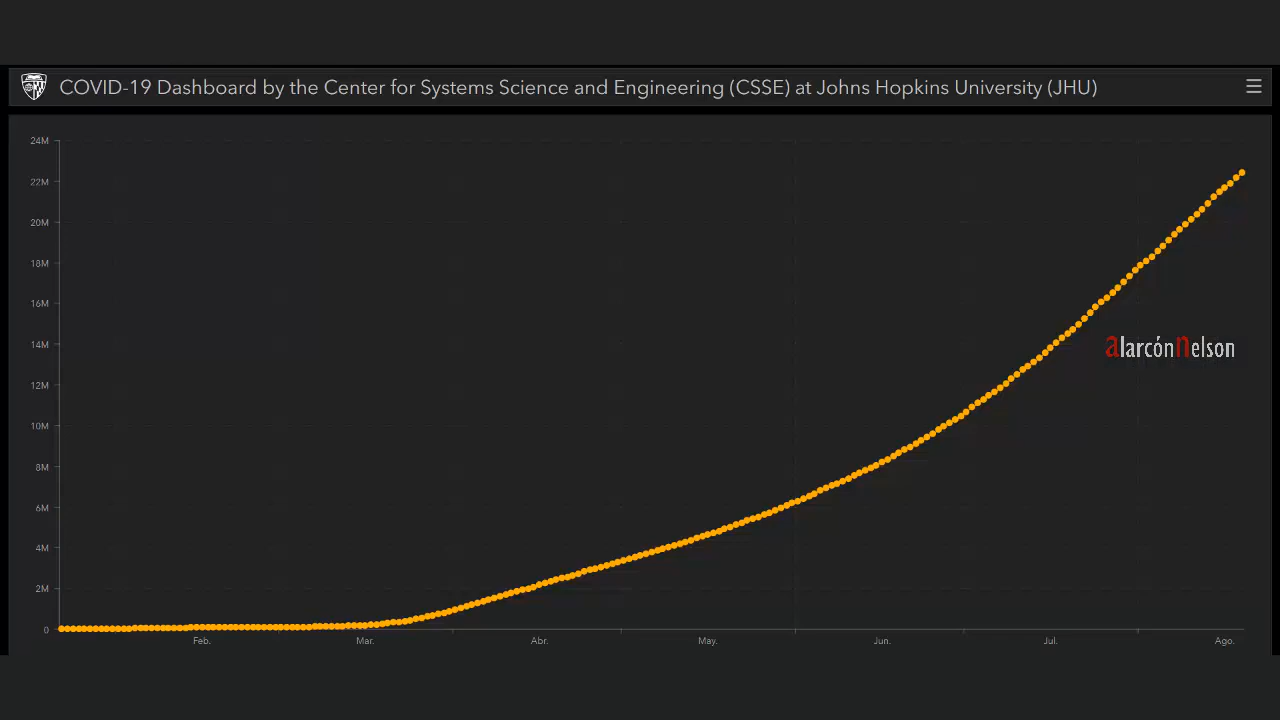 COVID-19 Dashboard by the Center for Systems Science and Engineering (CSSE) at Johns Hopkins University (JHU)
24M
22M
20M
18M
16M
14M
alarcónnelson
12M
10M
8M
6M
4M
2M
0
Feb. Mar. Abr. May. Jun. Jul. Ago.